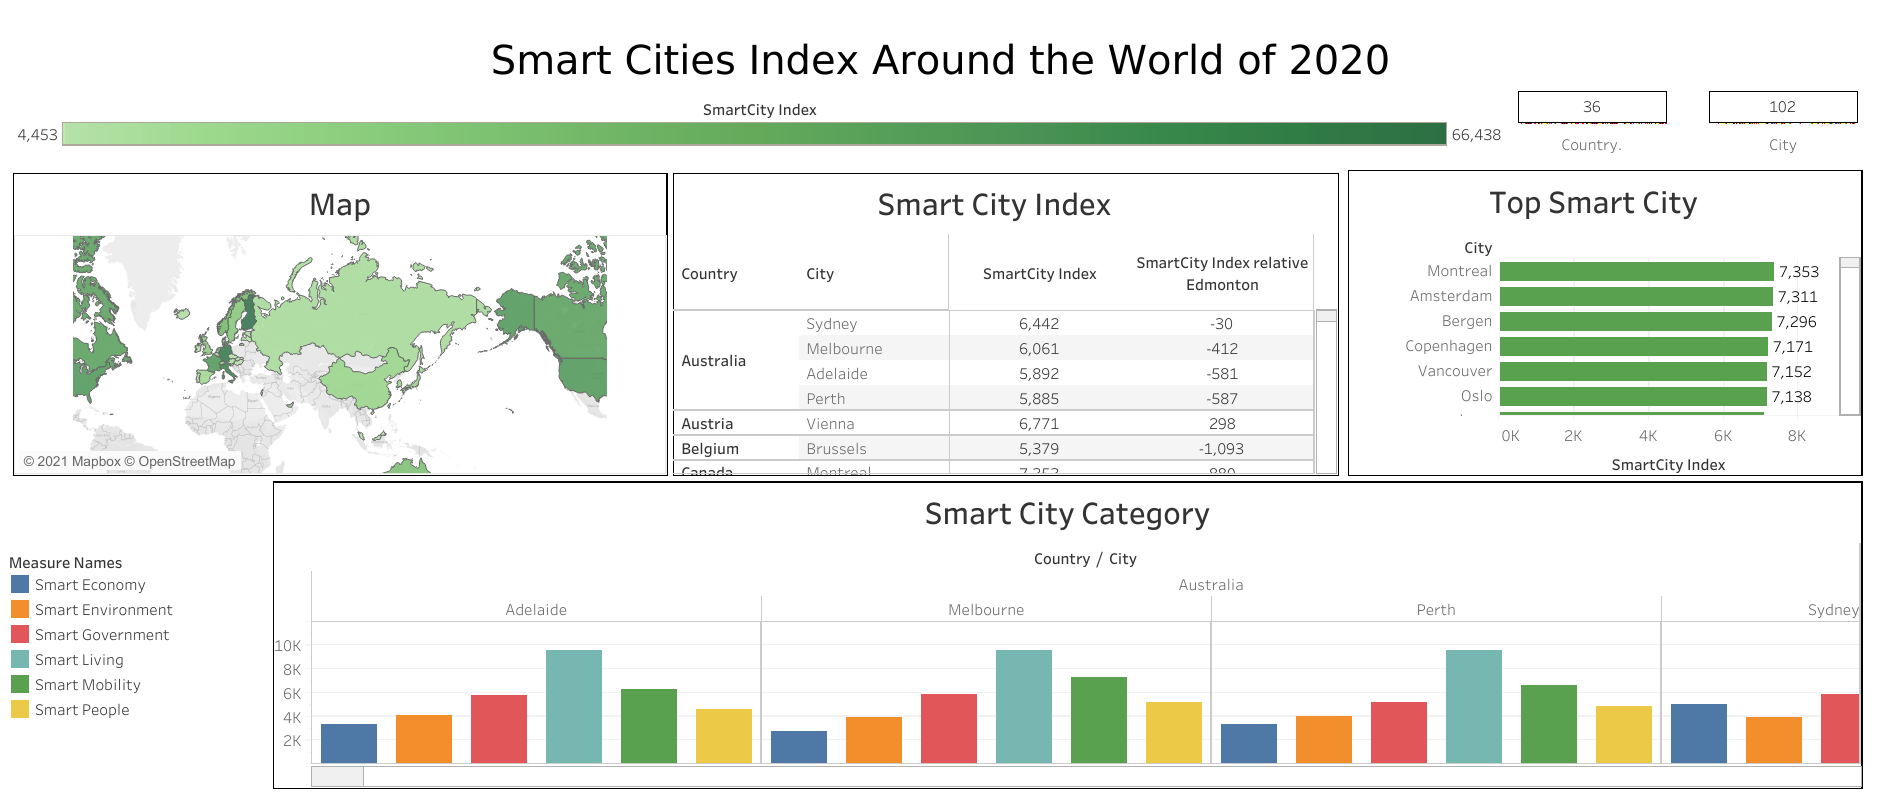 Smart Cities Index Around the World of 2020
SmartCity Index
4,453
66,438
36
Country.
102
City
Map
© 2021 Mapbox © OpenStreetMap
Smart City Index
Country City SmartCity Index SmartCity Index relative
Edmonton
Australia
Sydney 6,442 -30
Melbourne 6,061 -412
Adelaide 5,892 -581
Perth 5,885 -587
Austria Vienna 6,771 298
Belgium Brussels 5,379 -1,093
Canada Montreal 7,353 880
Top Smart City
City
Montreal 7,353
Amsterdam 7,311
Bergen 7,296
Copenhagen 7,171
Vancouver 7,152
Oslo 7,138
0K 2K 4K 6K 8K
SmartCity Index
Measure Names
Smart Economy
Smart Environment
Smart Government
Smart Living
Smart Mobility
Smart People
Smart City Category
Country / City
Australia
Adelaide Melbourne Perth Sydney
10K
8K
6K
4K
2K